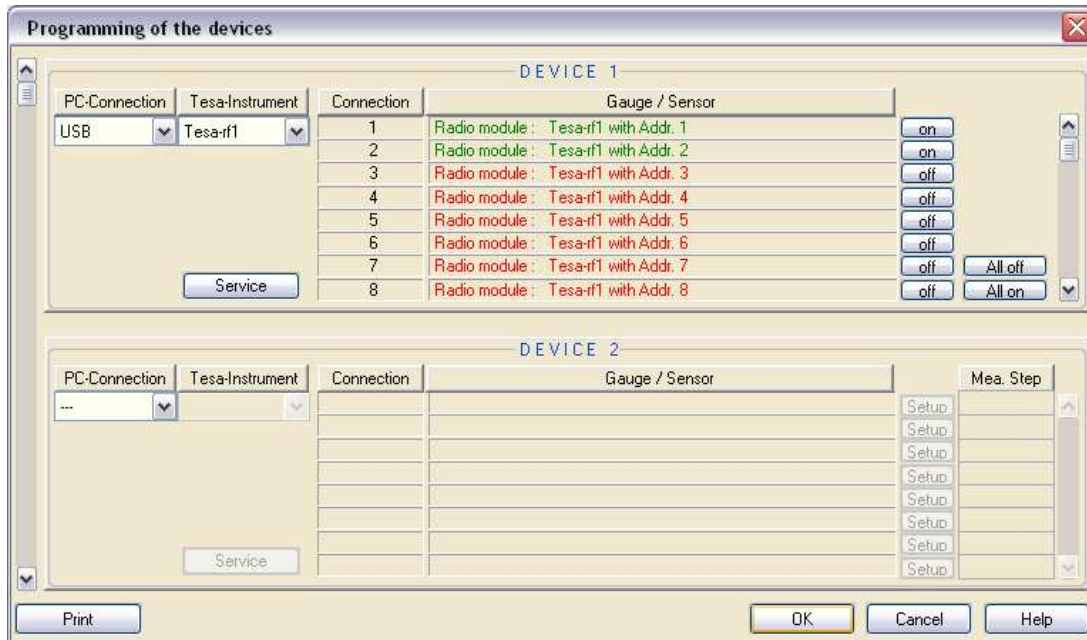 Programming of the devices
DEVICE 1
PC-Connection Tesa-Instrument Connection Gauge / Sensor
USB Tesa-rf1 1 Radio module : Tesa-rf1 with Addr. 1 on
2 Radio module : Tesa-rf1 with Addr. 2 on
3 Radio module : Tesa-rf1 with Addr. 3 off
4 Radio module : Tesa-rf1 with Addr. 4 off
5 Radio module : Tesa-rf1 with Addr. 5 off
6 Radio module : Tesa-rf1 with Addr. 6 off
7 Radio module : Tesa-rf1 with Addr. 7 off All off
Service 8 Radio module : Tesa-rf1 with Addr. 8 off All on
DEVICE 2
PC-Connection Tesa-Instrument Connection Gauge / Sensor Mea. Step
--- Setup
Setup
Setup
Setup
Setup
Setup
Setup
Service Setup
Print OK Cancel Help